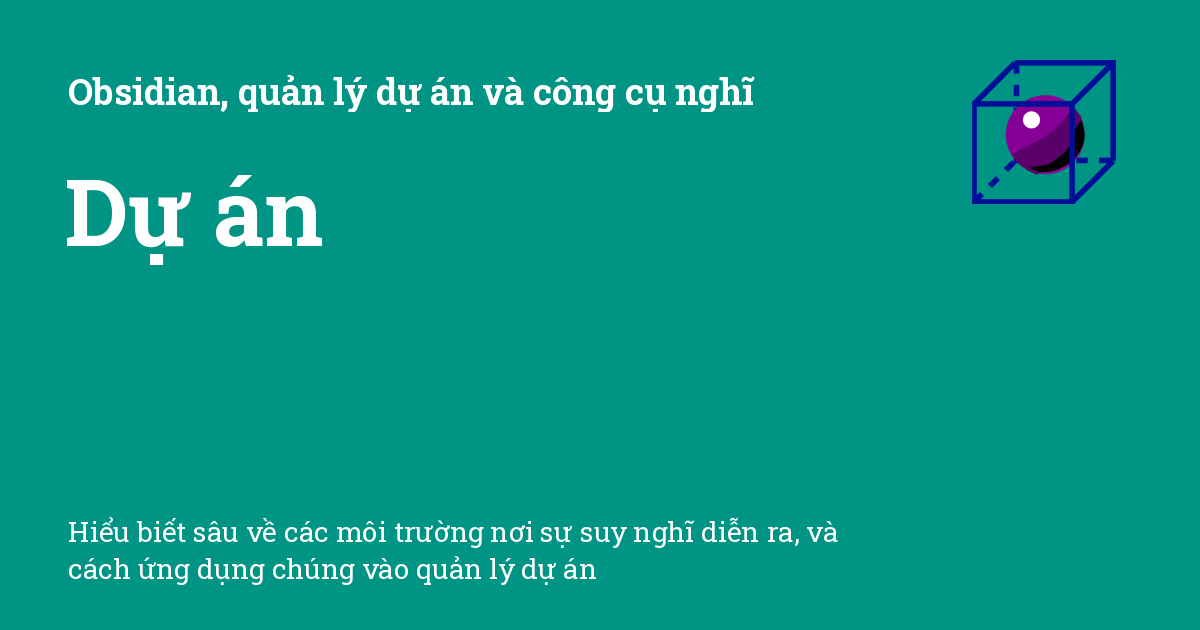 Obsidian, quản lý dự án và công cụ nghĩ
Dự án
Hiểu biết sâu về các môi trường nơi sự suy nghĩ diễn ra, và
cách ứng dụng chúng vào quản lý dự án